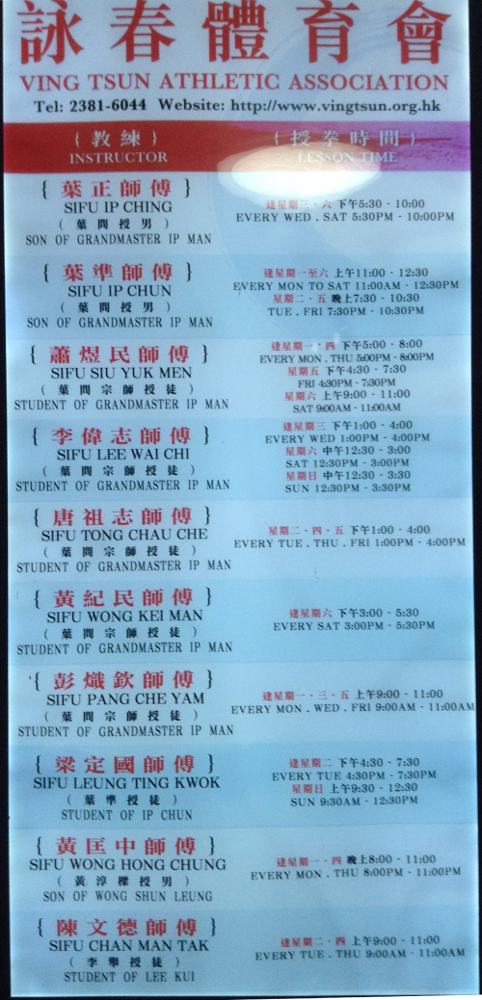 詠春體育會
VING TSUN ATHLETIC ASSOCIATION
Tel: 2381-6044 Website: http://www.vingtsun.org.hk
{教練} {授拳時間}
INSTRUCTOR LESSON TIME
{ 葉正師傅 }
SIFU IP CHING
( 葉問授男 )
SON OF GRANDMASTER IP MAN
逢星期三．六 下午5:30 - 10:00
EVERY WED . SAT 5:30PM - 10:00PM
{ 葉準師傅 }
SIFU IP CHUN
( 葉問授男 )
SON OF GRANDMASTER IP MAN
逢星期一至六 上午11:00 - 12:30
EVERY MON TO SAT 11:00AM - 12:30PM
星期二．五 晚上7:30 - 10:30
TUE . FRI 7:30PM - 10:30PM
{ 蕭煜民師傅 }
SIFU SIU YUK MEN
( 葉問宗師授徒 )
STUDENT OF GRANDMASTER IP MAN
逢星期一．四 下午5:00 - 8:00
EVERY MON . THU 5:00PM - 8:00PM
星期五 下午4:30 - 7:30
FRI 4:30PM - 7:30PM
星期六 上午9:00 - 11:00
SAT 9:00AM - 11:00AM
{ 李偉志師傅 }
SIFU LEE WAI CHI
( 葉問宗師授徒 )
STUDENT OF GRANDMASTER IP MAN
逢星期三 下午1:00 - 4:00
EVERY WED 1:00PM - 4:00PM
星期六 中午12:30 - 3:00
SAT 12:30PM - 3:00PM
星期日 中午12:30 - 3:30
SUN 12:30PM - 3:30PM
{ 唐祖志師傅 }
SIFU TONG CHAU CHE
( 葉問宗師授徒 )
STUDENT OF GRANDMASTER IP MAN
星期二．四．五 下午1:00 - 4:00
EVERY TUE . THU . FRI 1:00PM - 4:00PM
{ 黃紀民師傅 }
SIFU WONG KEI MAN
( 葉問宗師授徒 )
STUDENT OF GRANDMASTER IP MAN
逢星期六 下午3:00 - 5:30
EVERY SAT 3:00PM - 5:30PM
{ 彭熾欽師傅 }
SIFU PANG CHE YAM
( 葉問宗師授徒 )
STUDENT OF GRANDMASTER IP MAN
逢星期一．三．五 上午9:00 - 11:00
EVERY MON . WED . FRI 9:00AM - 11:00AM
{ 梁定國師傅 }
SIFU LEUNG TING KWOK
( 葉準授徒 )
STUDENT OF IP CHUN
逢星期二 下午4:30 - 7:30
EVERY TUE 4:30PM - 7:30PM
星期日 上午9:30 - 12:30
SUN 9:30AM - 12:30PM
{ 黃匡中師傅 }
SIFU WONG HONG CHUNG
( 黃淳樑授男 )
SON OF WONG SHUN LEUNG
逢星期一．四 晚上8:00 - 11:00
EVERY MON . THU 8:00PM - 11:00PM
{ 陳文德師傅 }
SIFU CHAN MAN TAK
( 李舉授徒 )
STUDENT OF LEE KUI
逢星期二．四 上午9:00 - 11:00
EVERY TUE . THU 9:00AM - 11:00AM